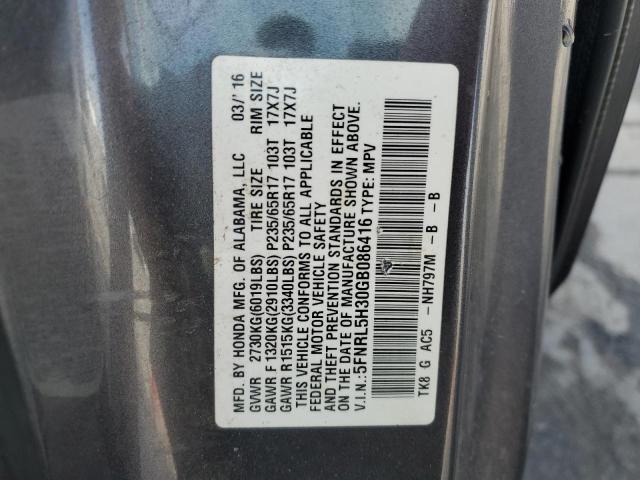 MFD. BY HONDA MFG. OF ALABAMA, LLC 03/'16
GVWR 2730KG(6019LBS) TIRE SIZE RIM SIZE
GAWR F 1320KG(2910LBS) P235/65R17 103T 17X7J
GAWR R1515KG(3340LBS) P235/65R17 103T 17X7J
THIS VEHICLE CONFORMS TO ALL APPLICABLE
FEDERAL MOTOR VEHICLE SAFETY
AND THEFT PREVENTION STANDARDS IN EFFECT
ON THE DATE OF MANUFACTURE SHOWN ABOVE.
V.I.N.:5FNRL5H30GB086416 TYPE: MPV
TK8 G AC5 -NH797M -B -B